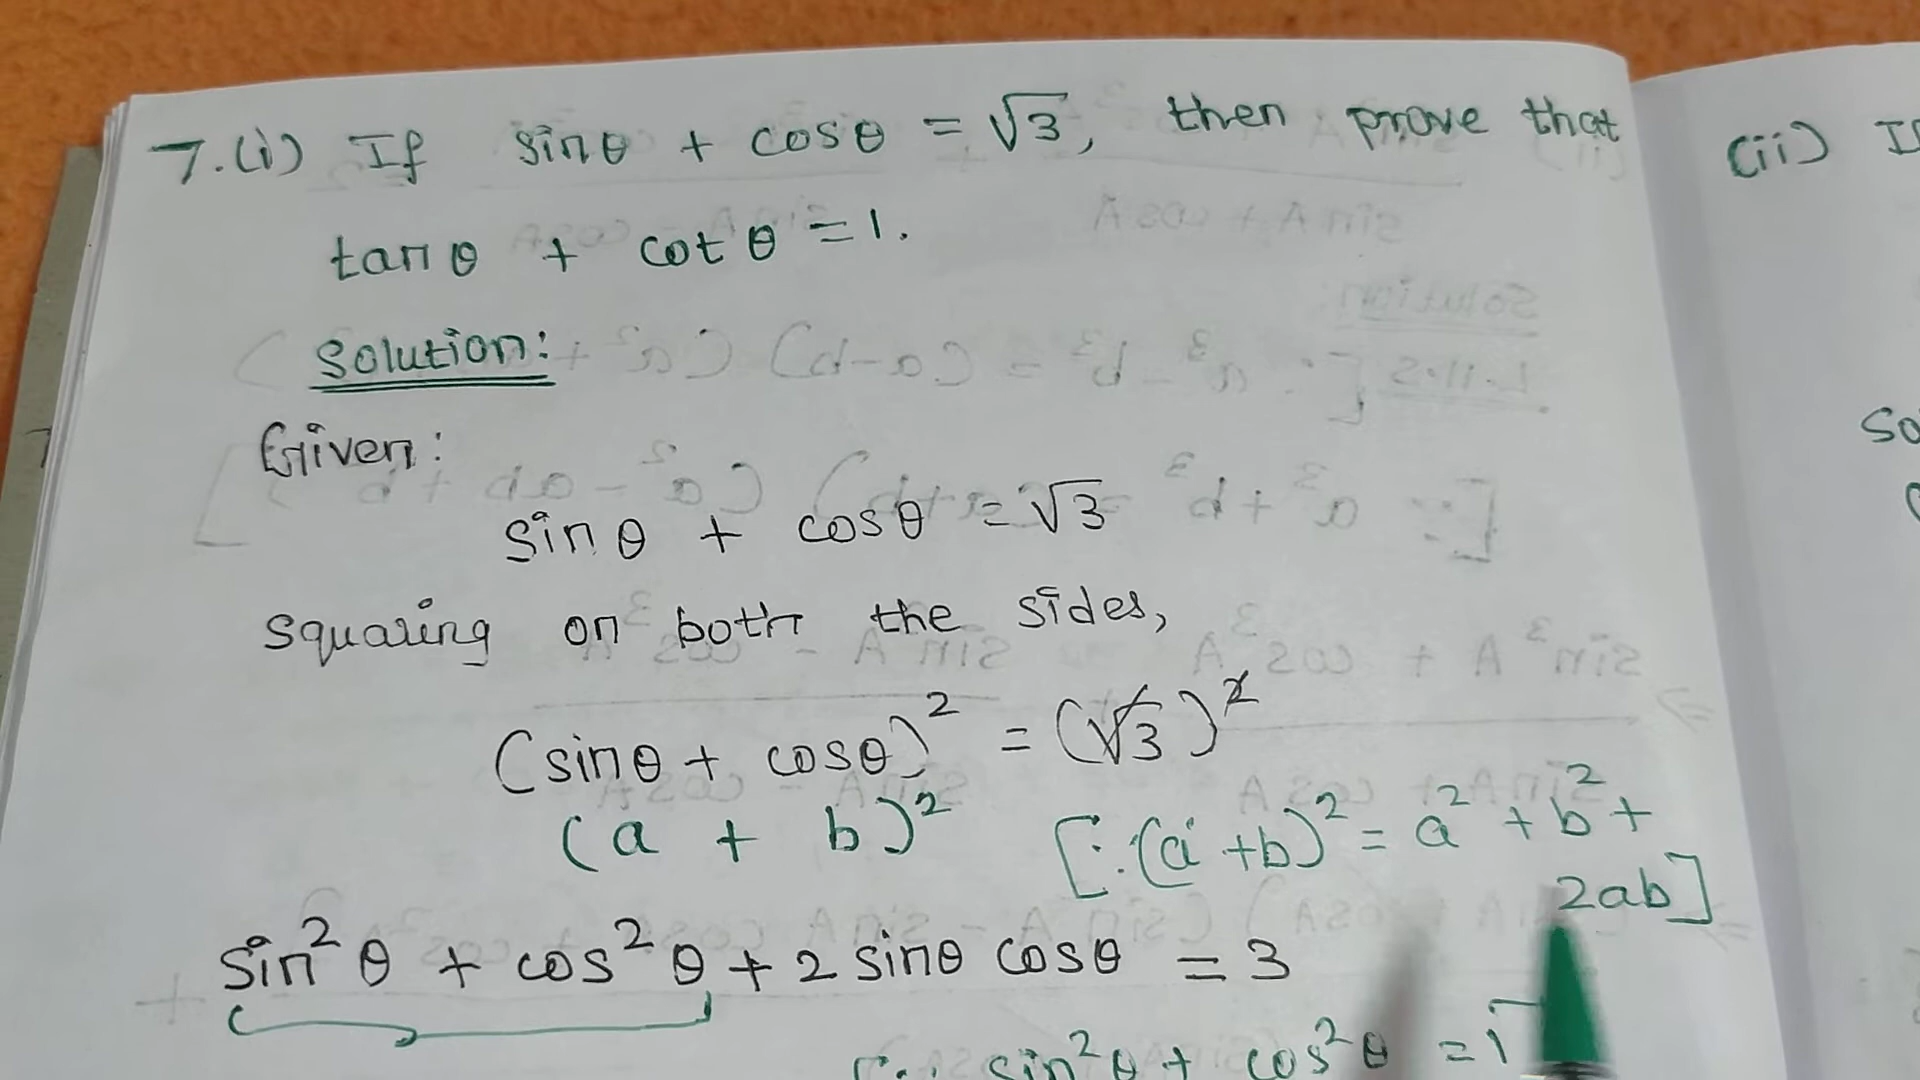 7.(i) If sinθ + cosθ = √3, then prove that
tanθ + cotθ = 1.
Solution:
Given:
sinθ + cosθ = √3
Squaring on both the sides,
(sinθ + cosθ)² = (√3)²
(a + b)² [∵(a+b)² = a² + b² +
2ab]
sin²θ + cos²θ + 2 sinθ cosθ = 3
[∵ sin²θ + cos²θ = 1
(ii) If
So